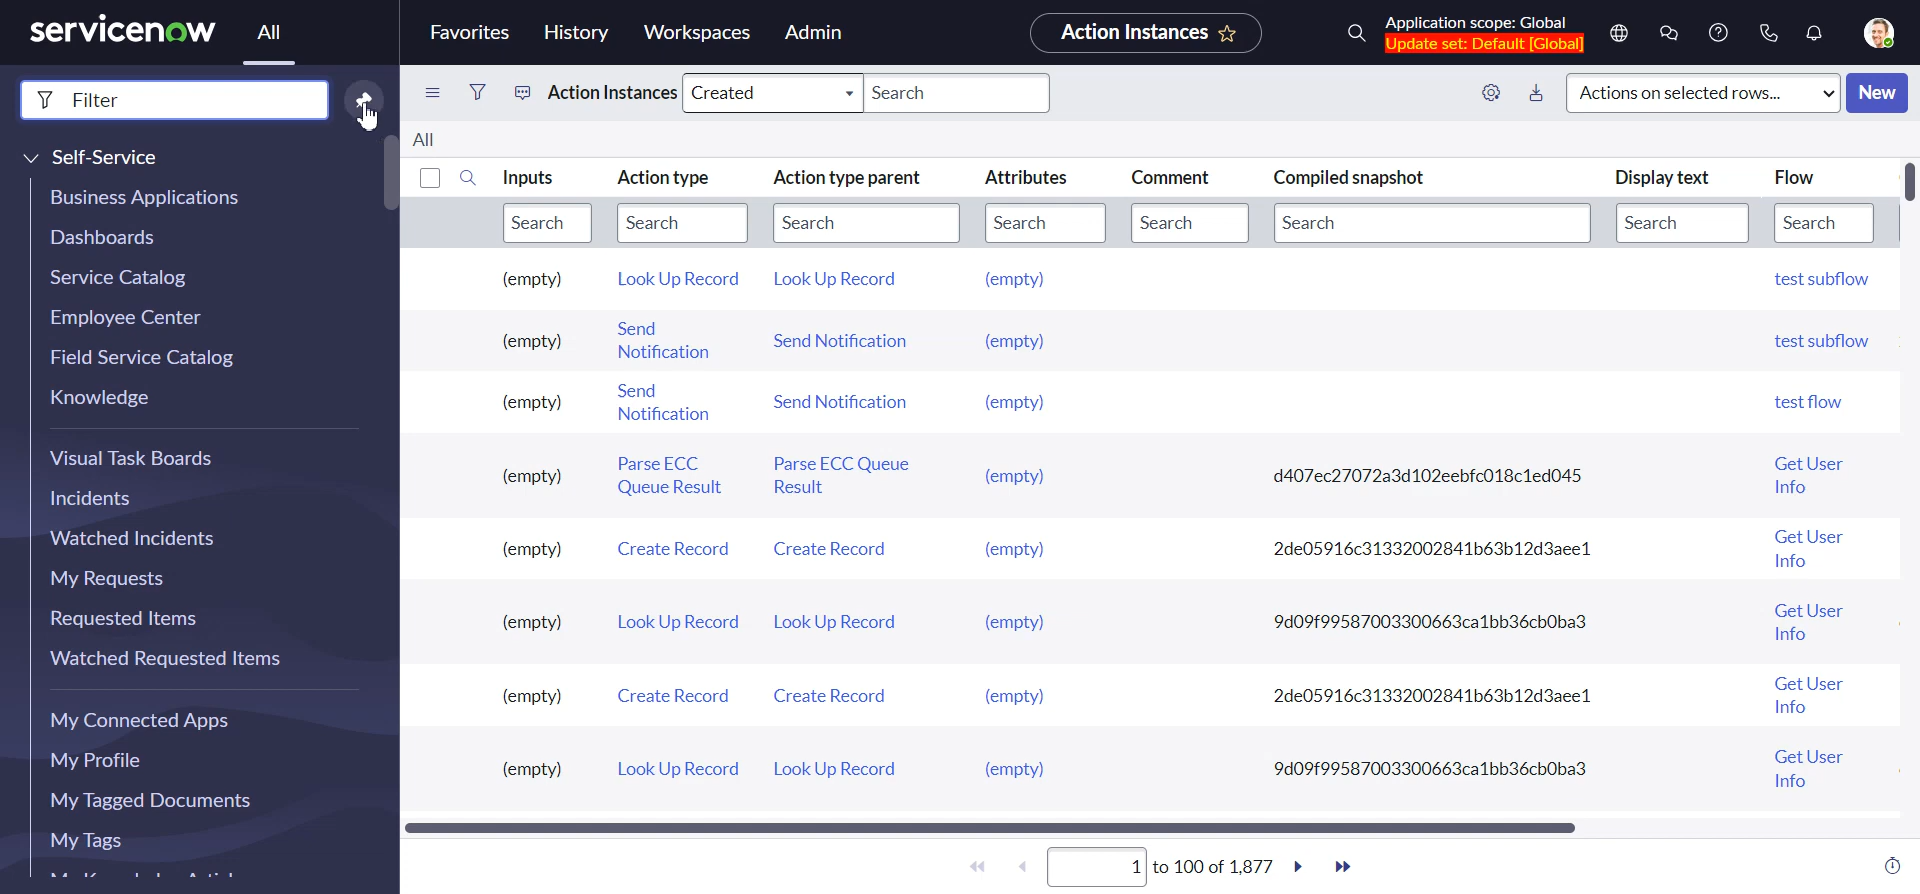 servicenow
All
Favorites
History
Workspaces
Admin
Action Instances
Application scope: Global
Update set: Default [Global]
Filter
Self-Service
Business Applications
Dashboards
Service Catalog
Employee Center
Field Service Catalog
Knowledge
Visual Task Boards
Incidents
Watched Incidents
My Requests
Requested Items
Watched Requested Items
My Connected Apps
My Profile
My Tagged Documents
My Tags
Action Instances Created Search
Actions on selected rows... New
All
Inputs Action type Action type parent Attributes Comment Compiled snapshot Display text Flow
Search Search Search Search Search Search Search Search
(empty) Look Up Record Look Up Record (empty) test subflow
(empty) Send Notification Send Notification (empty) test subflow
(empty) Send Notification Send Notification (empty) test flow
(empty) Parse ECC Queue Result Parse ECC Queue Result (empty) d407ec27072a3d102eebfc018c1ed045 Get User Info
(empty) Create Record Create Record (empty) 2de05916c31332002841b63b12d3aee1 Get User Info
(empty) Look Up Record Look Up Record (empty) 9d09f99587003300663ca1bb36cb0ba3 Get User Info
(empty) Create Record Create Record (empty) 2de05916c31332002841b63b12d3aee1 Get User Info
(empty) Look Up Record Look Up Record (empty) 9d09f99587003300663ca1bb36cb0ba3 Get User Info
1 to 100 of 1,877